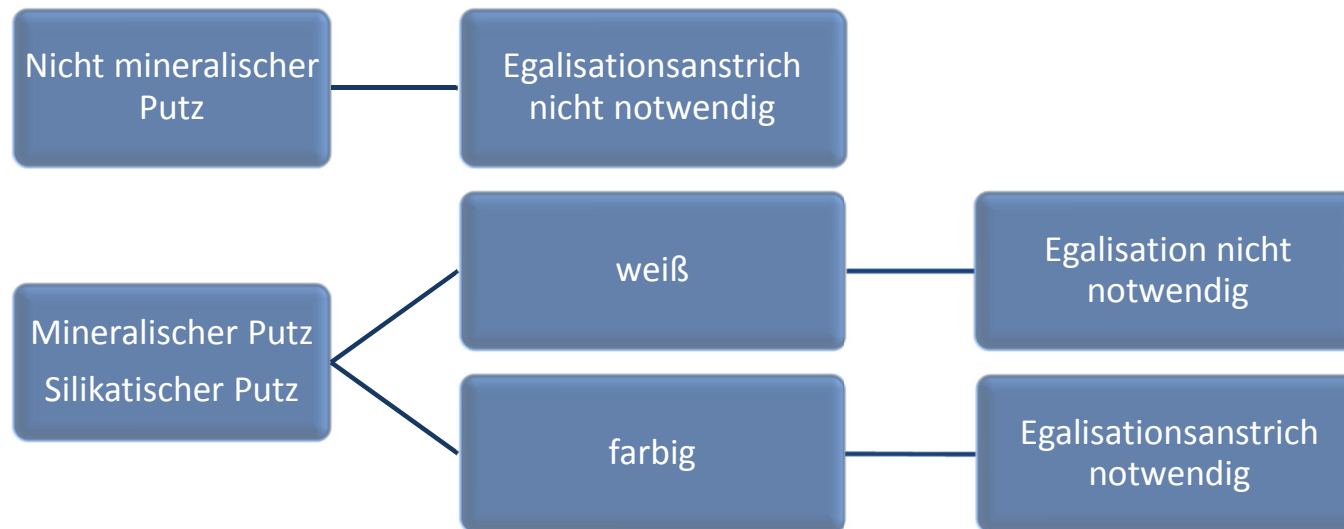 Nicht mineralischer
Putz
Egalisationsanstrich
nicht notwendig
Mineralischer Putz
Silikatischer Putz
weiß
Egalisation nicht
notwendig
farbig
Egalisationsanstrich
notwendig